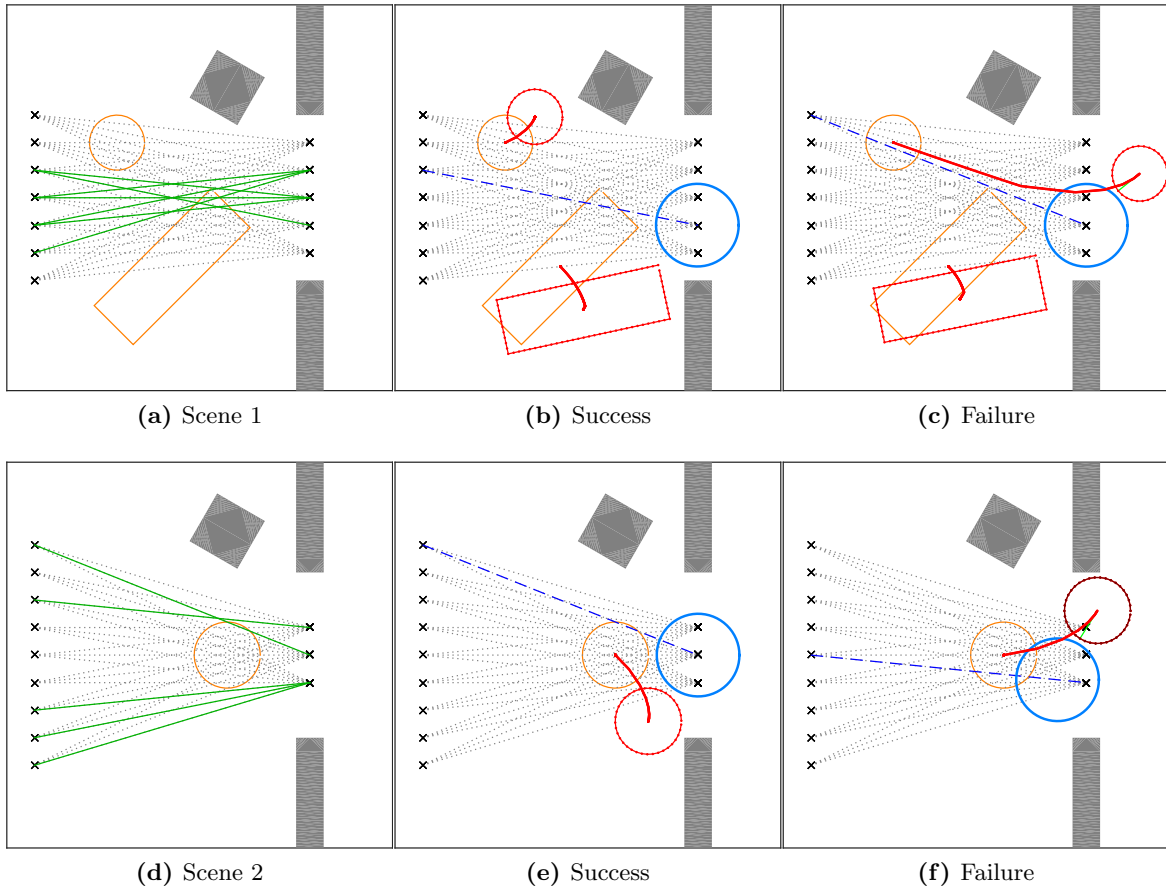 (a) Scene 1
(b) Success
(c) Failure
(d) Scene 2
(e) Success
(f) Failure